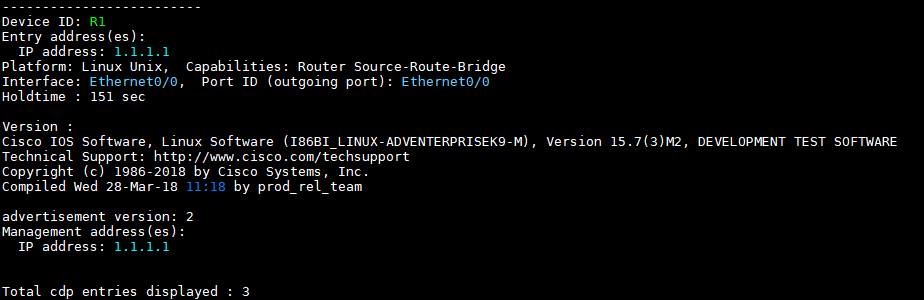 -------------------------
Device ID: R1
Entry address(es):
  IP address: 1.1.1.1
Platform: Linux Unix,  Capabilities: Router Source-Route-Bridge
Interface: Ethernet0/0,  Port ID (outgoing port): Ethernet0/0
Holdtime : 151 sec

Version :
Cisco IOS Software, Linux Software (I86BI_LINUX-ADVENTERPRISEK9-M), Version 15.7(3)M2, DEVELOPMENT TEST SOFTWARE
Technical Support: http://www.cisco.com/techsupport
Copyright (c) 1986-2018 by Cisco Systems, Inc.
Compiled Wed 28-Mar-18 11:18 by prod_rel_team

advertisement version: 2
Management address(es):
  IP address: 1.1.1.1


Total cdp entries displayed : 3